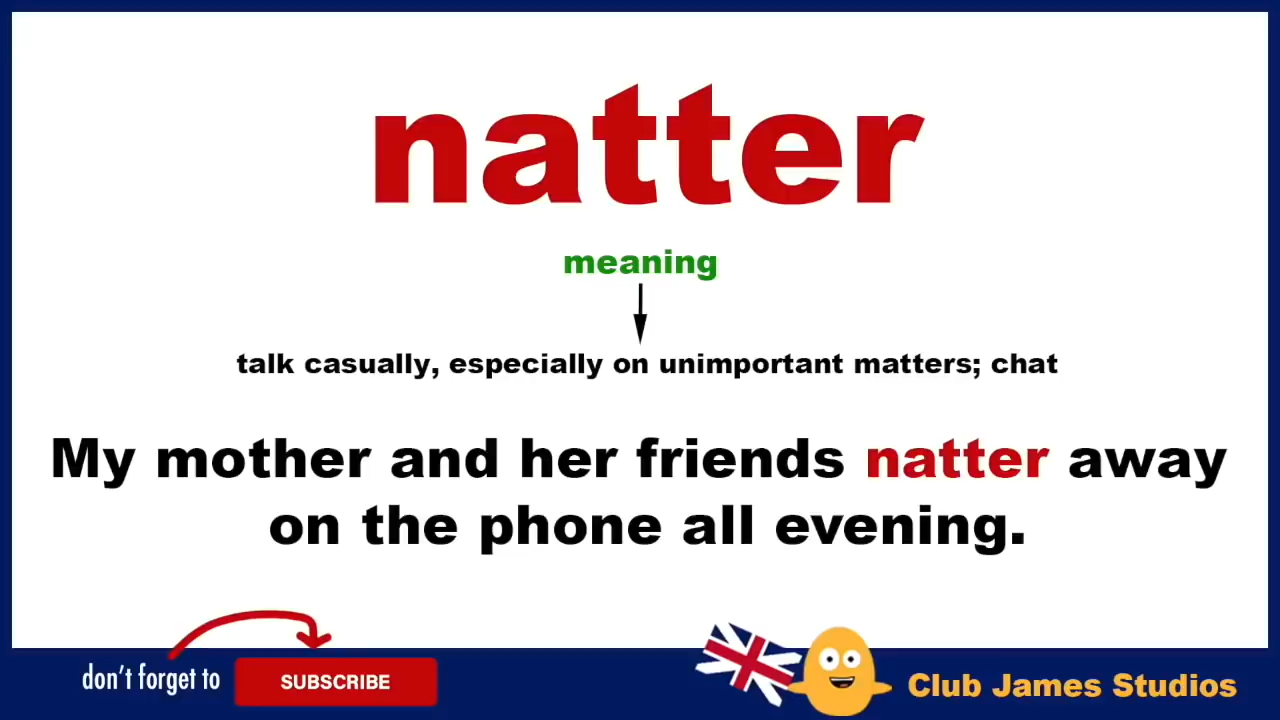 natter
meaning
talk casually, especially on unimportant matters; chat
My mother and her friends natter away
on the phone all evening.
don't forget to
SUBSCRIBE
Club James Studios